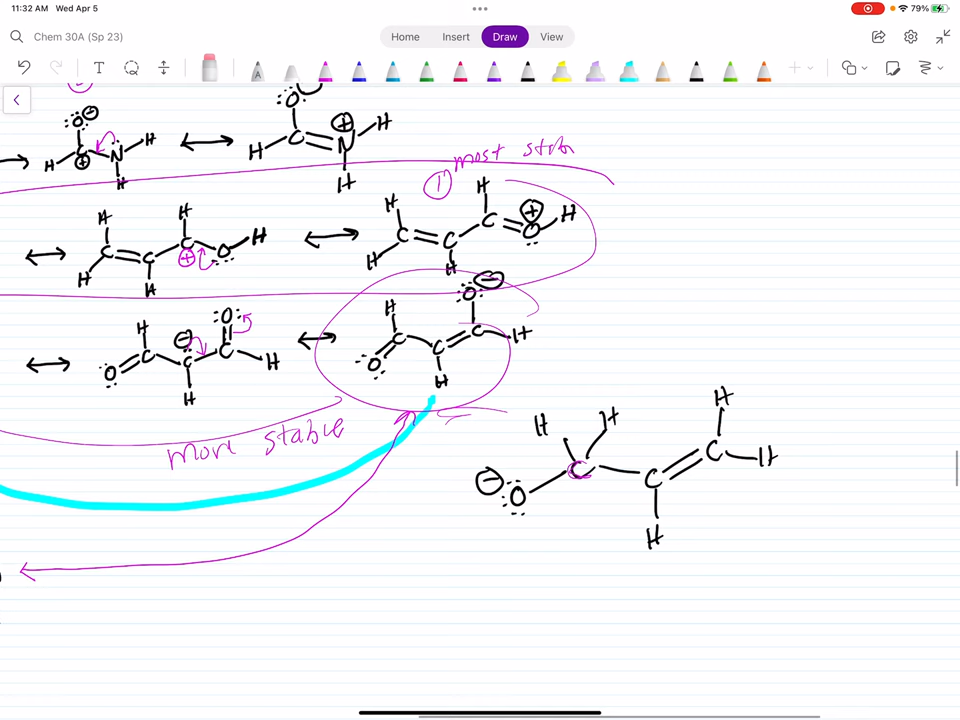 11:32 AM Wed Apr 5
79%
Chem 30A (Sp 23)
Home Insert Draw View
O
H C N H
H
O
H C N H
H
1 most
H H
C C C O H
H H
H H
C C C O H
H H
H O
O C C C H
H
H O
O C C C H
H
more stable
H H H
O C C C H
H